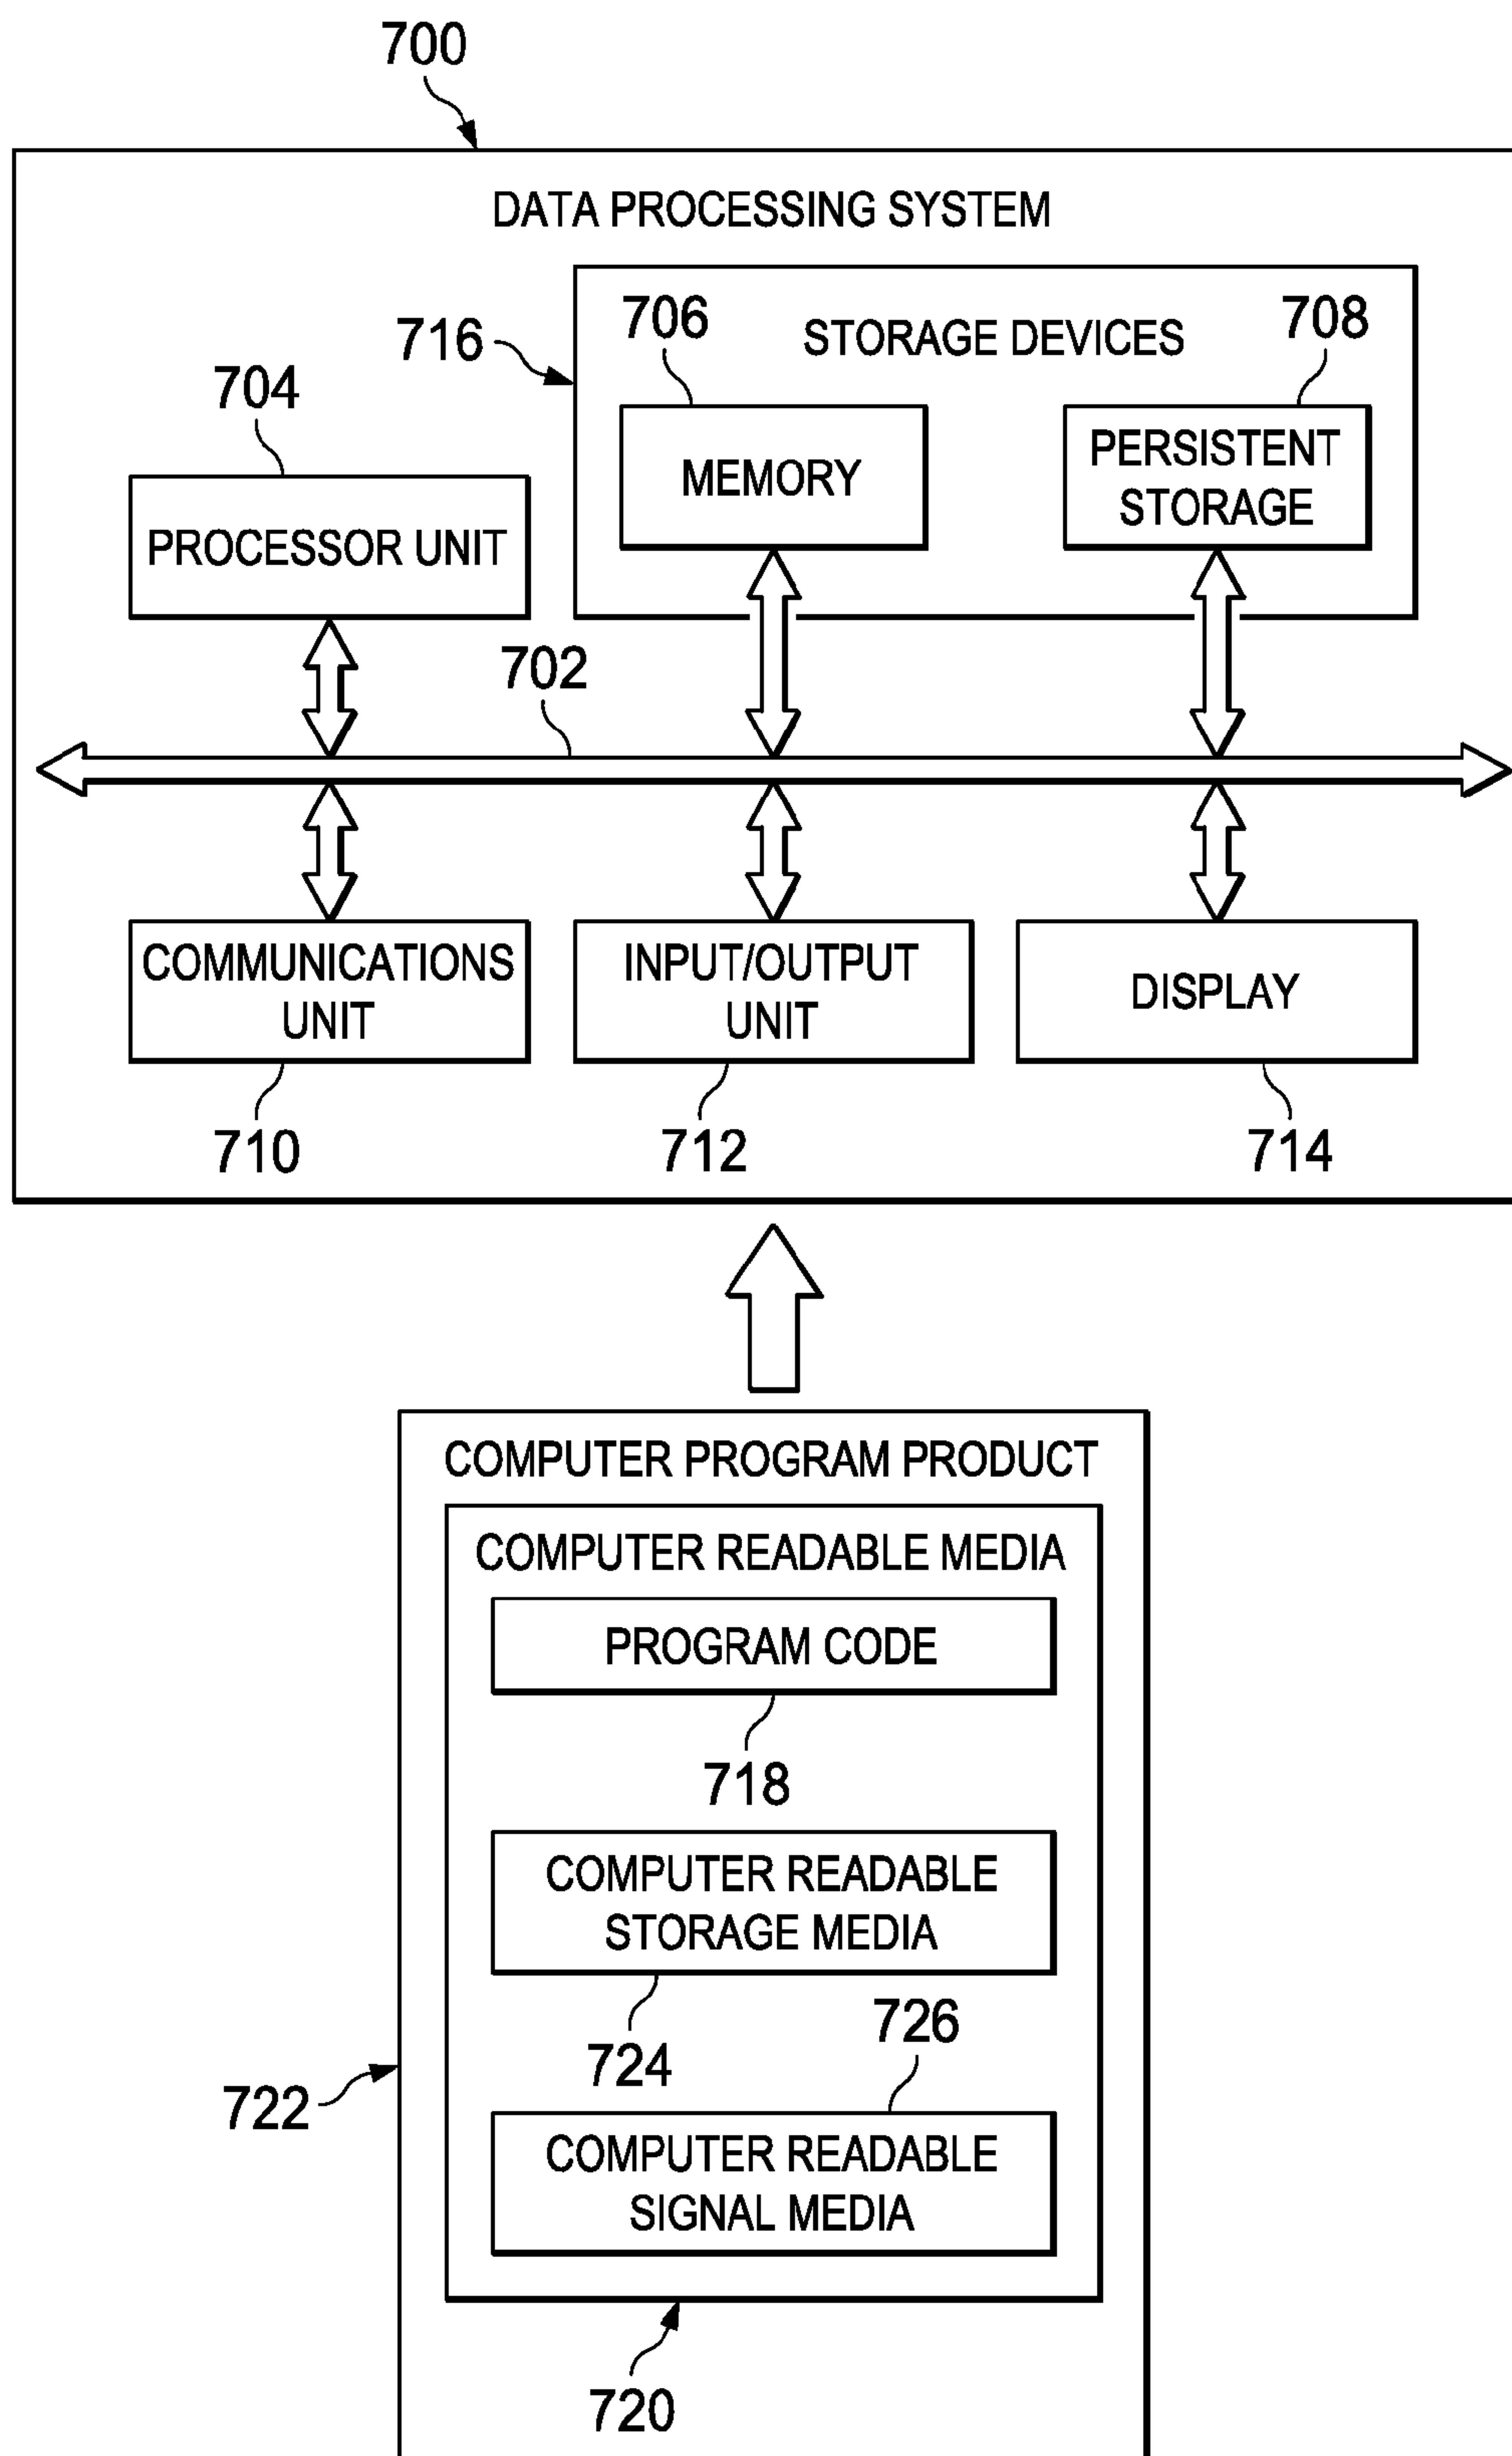 700
DATA PROCESSING SYSTEM
716
706
STORAGE DEVICES
708
704
MEMORY
PERSISTENT
STORAGE
PROCESSOR UNIT
702
COMMUNICATIONS
UNIT
INPUT/OUTPUT
UNIT
DISPLAY
710
712
714
COMPUTER PROGRAM PRODUCT
COMPUTER READABLE MEDIA
PROGRAM CODE
718
COMPUTER READABLE
STORAGE MEDIA
724
726
722
COMPUTER READABLE
SIGNAL MEDIA
720